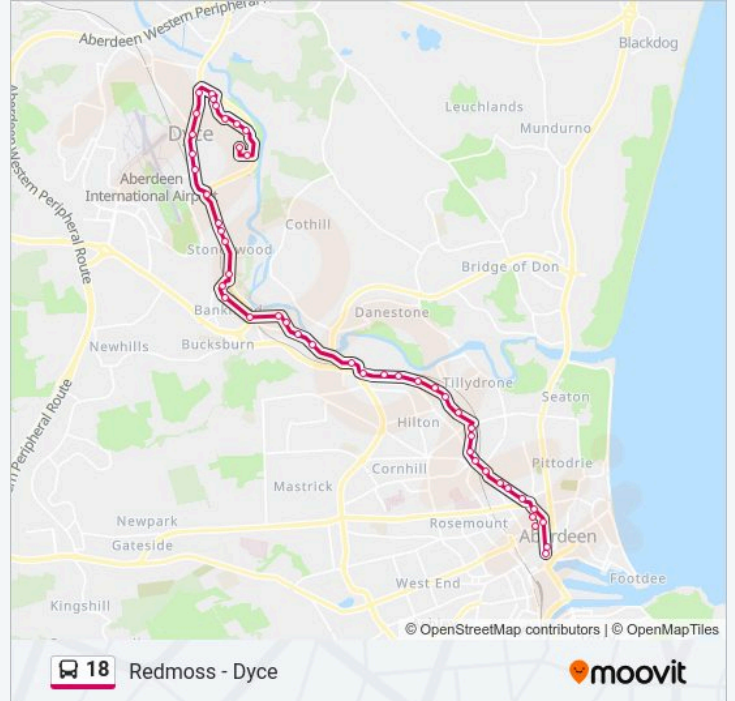 Aberdeen Western Peripheral
Blackdog
Leuchlands
Mundurno
Dyce
Aberdeen
International Airport
Aberdeen Western Peripheral Route
Cothill
Stoneywood
Bridge of Don
Danestone
Newhills
Bucksburn
Tillydrone
Seaton
Hilton
Peripheral Route
Cornhill
Pittodrie
Mastrick
Newpark
Rosemount
Gateside
Aberdeen
West End
Footdee
Kingshill
© OpenStreetMap contributors | © OpenMapTiles
18 Redmoss - Dyce
moovit